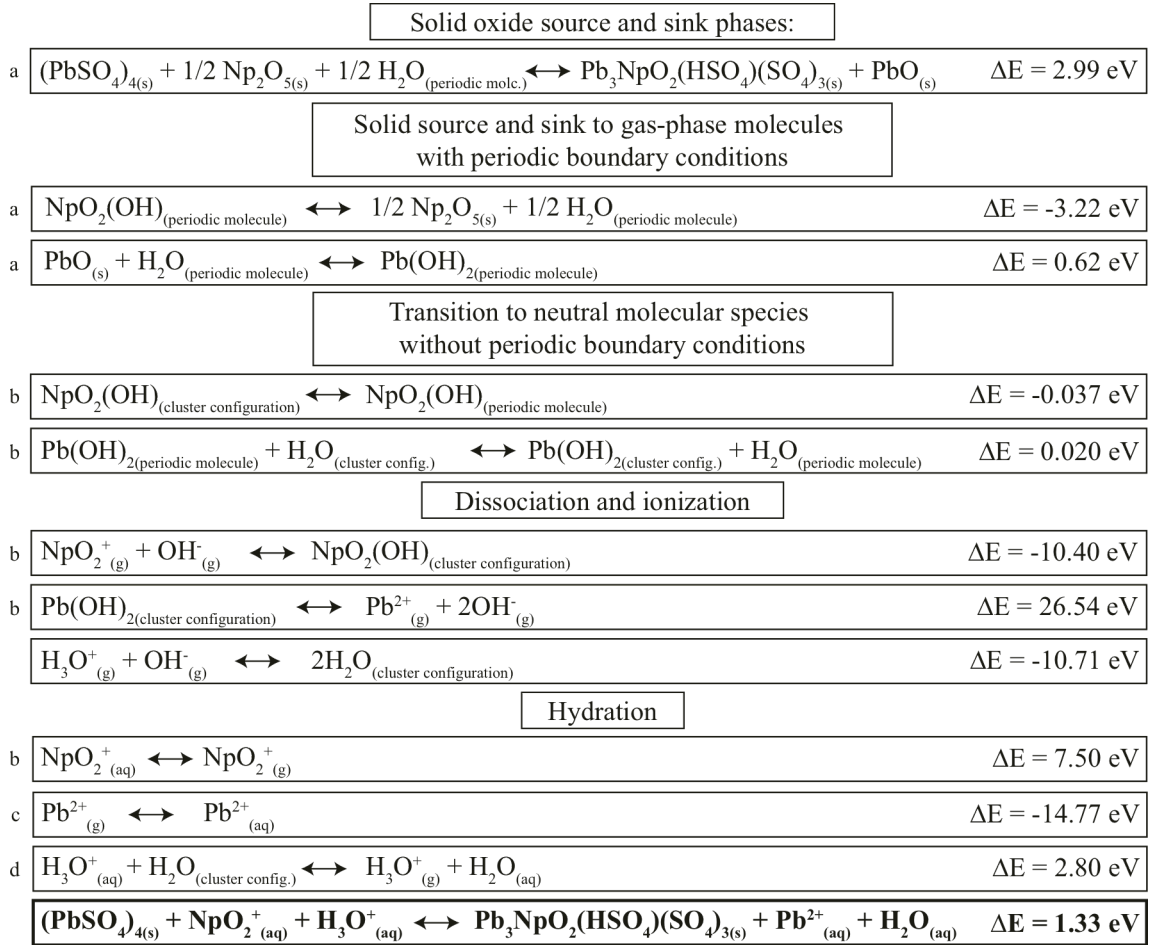 Solid oxide source and sink phases:
a (PbSO₄)₄₍ₛ₎ + 1/2 Np₂O₅₍ₛ₎ + 1/2 H₂O₍periodic molc.₎ ↔ Pb₃NpO₂(HSO₄)(SO₄)₃₍ₛ₎ + PbO₍ₛ₎ ΔE = 2.99 eV
Solid source and sink to gas-phase molecules
with periodic boundary conditions
a NpO₂(OH)(periodic molecule) ↔ 1/2 Np₂O₅₍ₛ₎ + 1/2 H₂O(periodic molecule) ΔE = -3.22 eV
a PbO₍ₛ₎ + H₂O(periodic molecule) ↔ Pb(OH)₂(periodic molecule) ΔE = 0.62 eV
Transition to neutral molecular species
without periodic boundary conditions
b NpO₂(OH)(cluster configuration) ↔ NpO₂(OH)(periodic molecule) ΔE = -0.037 eV
b Pb(OH)₂(periodic molecule) + H₂O(cluster config.) ↔ Pb(OH)₂(cluster config.) + H₂O(periodic molecule) ΔE = 0.020 eV
Dissociation and ionization
b NpO₂⁺(g) + OH⁻(g) ↔ NpO₂(OH)(cluster configuration) ΔE = -10.40 eV
b Pb(OH)₂(cluster configuration) ↔ Pb²⁺(g) + 2OH⁻(g) ΔE = 26.54 eV
H₃O⁺(g) + OH⁻(g) ↔ 2H₂O(cluster configuration) ΔE = -10.71 eV
Hydration
b NpO₂⁺(aq) ↔ NpO₂⁺(g) ΔE = 7.50 eV
c Pb²⁺(g) ↔ Pb²⁺(aq) ΔE = -14.77 eV
d H₃O⁺(aq) + H₂O(cluster config.) ↔ H₃O⁺(g) + H₂O(aq) ΔE = 2.80 eV
(PbSO₄)₄₍ₛ₎ + NpO₂⁺(aq) + H₃O⁺(aq) ↔ Pb₃NpO₂(HSO₄)(SO₄)₃₍ₛ₎ + Pb²⁺(aq) + H₂O(aq) ΔE = 1.33 eV